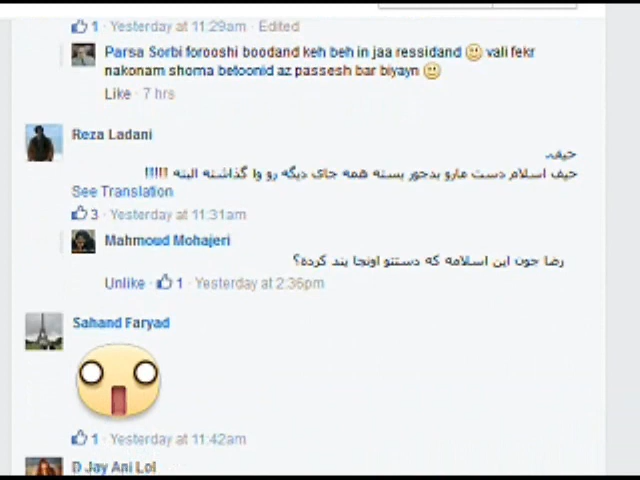 1 · Yesterday at 11:29am · Edited
Parsa Sorbi forooshi boodand keh beh in jaa ressidand 🙂 vali fekr
nakonam shoma betoonid az passesh bar biyayn 🙂
Like · 7 hrs
Reza Ladani
حیف.
حیف اسلام دست مارو بدجور بسته همه جای دیگه رو وا گذاشته البته !!!!!
See Translation
3 · Yesterday at 11:31am
Mahmoud Mohajeri
رضا جون این اسلامه که دستتو اونجا بند کرده؟
Unlike · 1 · Yesterday at 2:36pm
Sahand Faryad
1 · Yesterday at 11:42am
D Jay Ani Lol